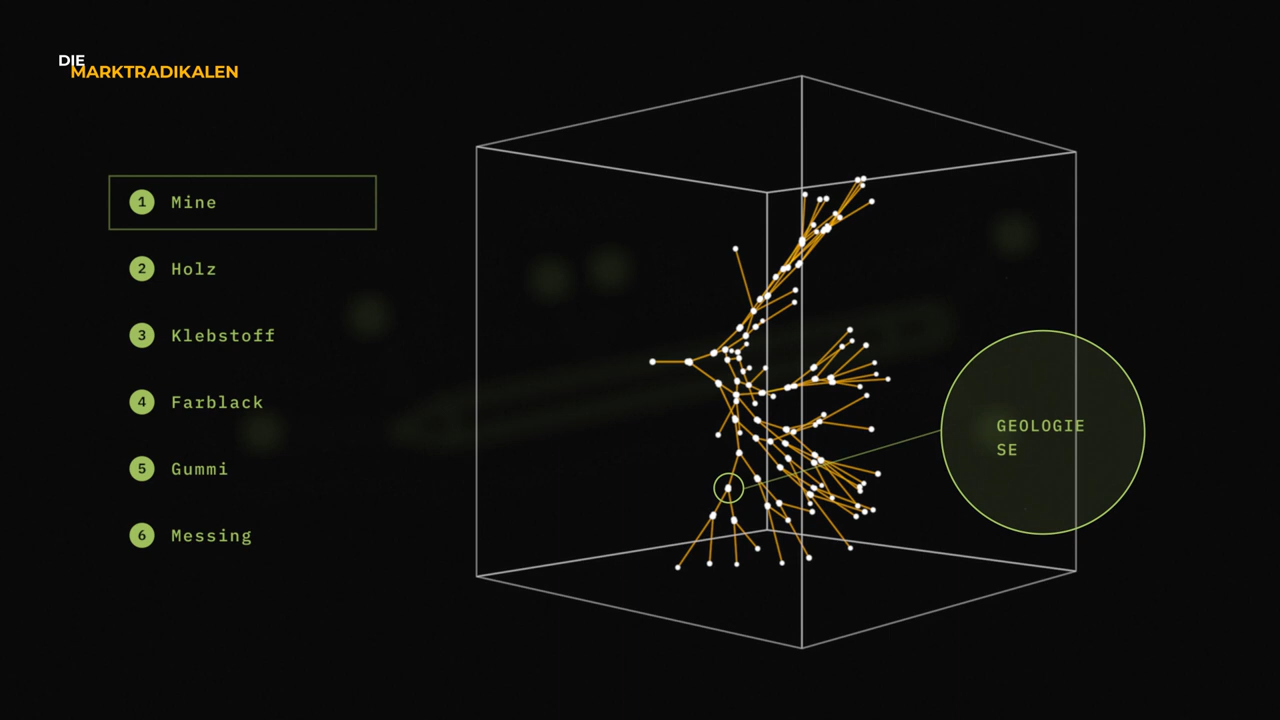 DIE
MARKTRADIKALEN
1 Mine
2 Holz
3 Klebstoff
4 Farblack
5 Gummi
6 Messing
GEOLOGIE
SE